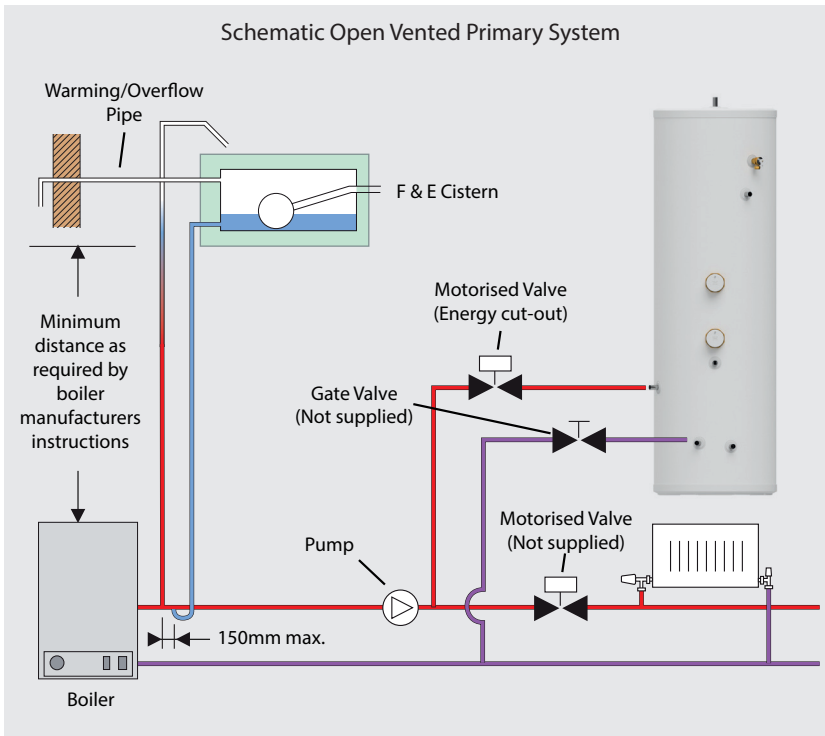 Schematic Open Vented Primary System
Warming/Overflow
Pipe
F & E Cistern
Minimum
distance as
required by
boiler
manufacturers
instructions
Motorised Valve
(Energy cut-out)
Gate Valve
(Not supplied)
Motorised Valve
(Not supplied)
Pump
150mm max.
Boiler